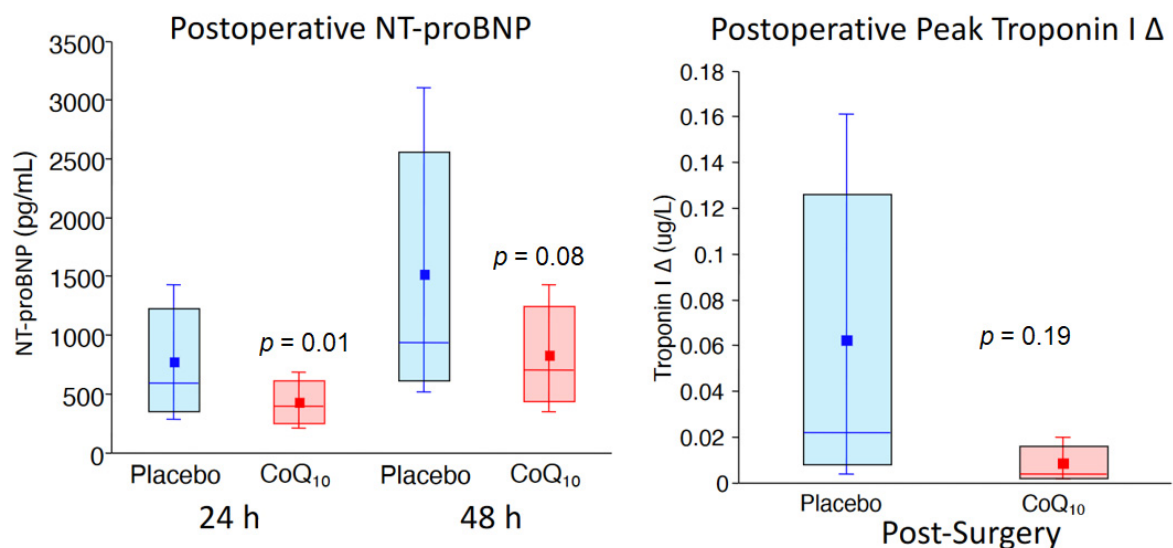 Postoperative NT-proBNP
NT-proBNP (pg/mL)
3500
3000
2500
2000
1500
1000
500
0
p = 0.01
p = 0.08
Placebo CoQ₁₀ Placebo CoQ₁₀
24 h 48 h
Postoperative Peak Troponin I Δ
Troponin I Δ (ug/L)
0.18
0.16
0.14
0.12
0.1
0.08
0.06
0.04
0.02
0
p = 0.19
Placebo CoQ₁₀
Post-Surgery